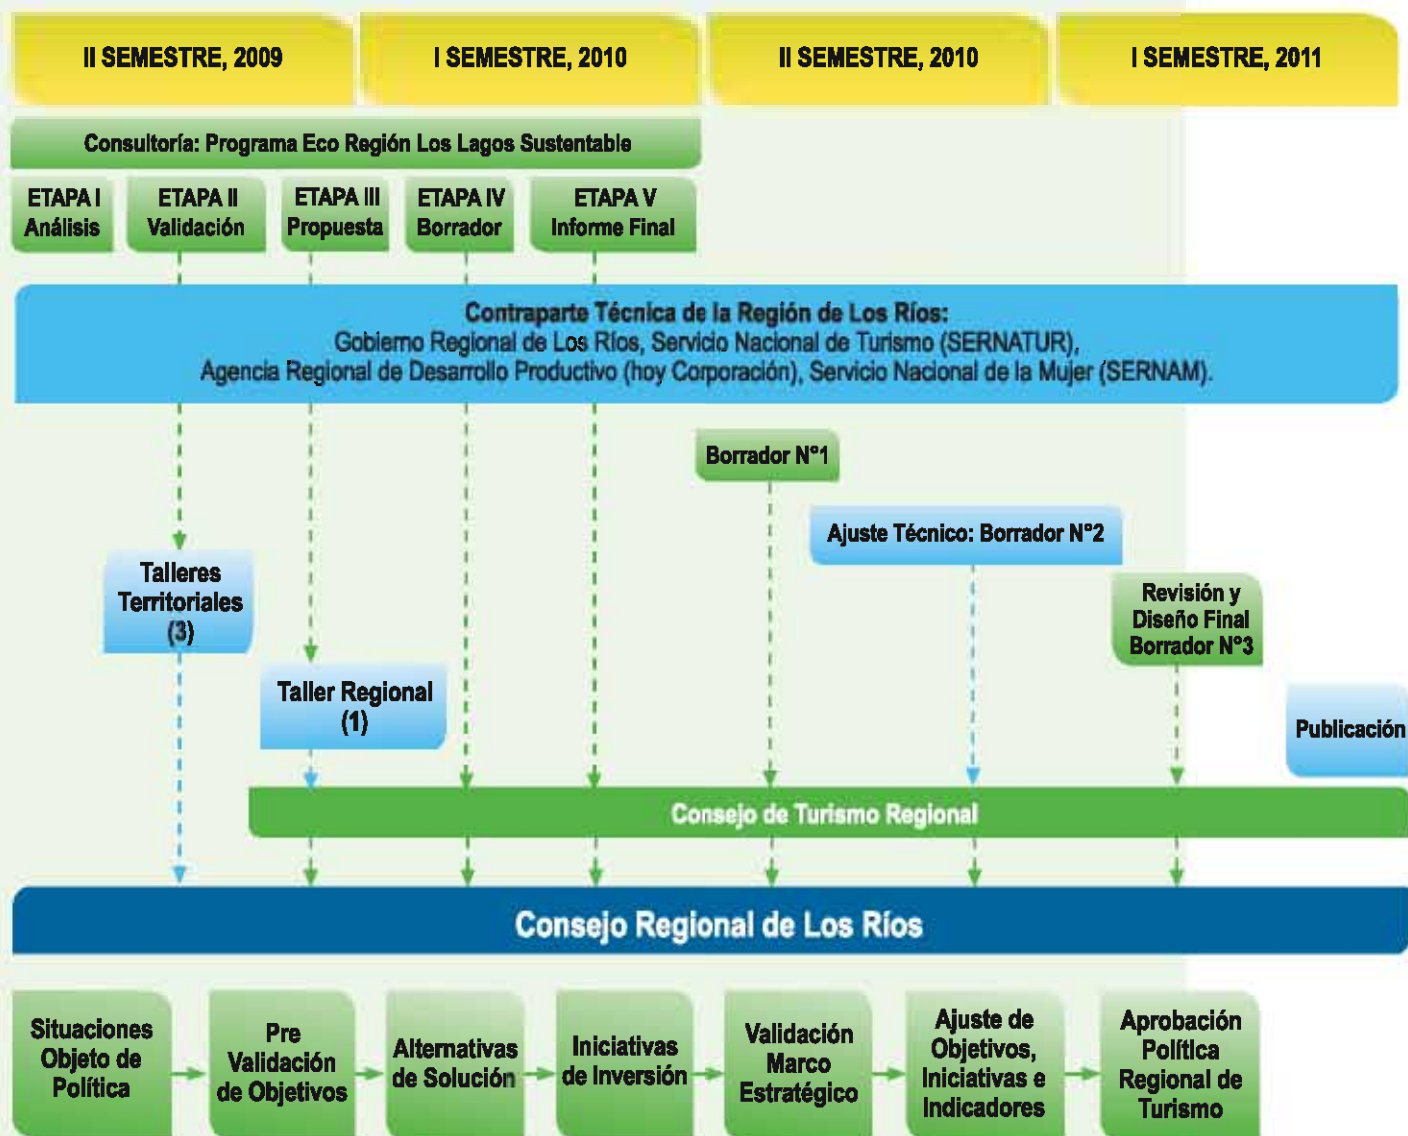 II SEMESTRE, 2009
I SEMESTRE, 2010
II SEMESTRE, 2010
I SEMESTRE, 2011
Consultoría: Programa Eco Región Los Lagos Sustentable
ETAPA I
Análisis
ETAPA II
Validación
ETAPA III
Propuesta
ETAPA IV
Borrador
ETAPA V
Informe Final
Contraparte Técnica de la Región de Los Ríos:
Gobierno Regional de Los Ríos, Servicio Nacional de Turismo (SERNATUR),
Agencia Regional de Desarrollo Productivo (hoy Corporación), Servicio Nacional de la Mujer (SERNAM).
Borrador N°1
Ajuste Técnico: Borrador N°2
Talleres
Territoriales
(3)
Revisión y
Diseño Final
Borrador N°3
Taller Regional
(1)
Publicación
Consejo de Turismo Regional
Consejo Regional de Los Ríos
Situaciones
Objeto de
Política
Pre
Validación
de Objetivos
Alternativas
de Solución
Iniciativas
de Inversión
Validación
Marco
Estratégico
Ajuste de
Objetivos,
Iniciativas e
Indicadores
Aprobación
Política
Regional de
Turismo